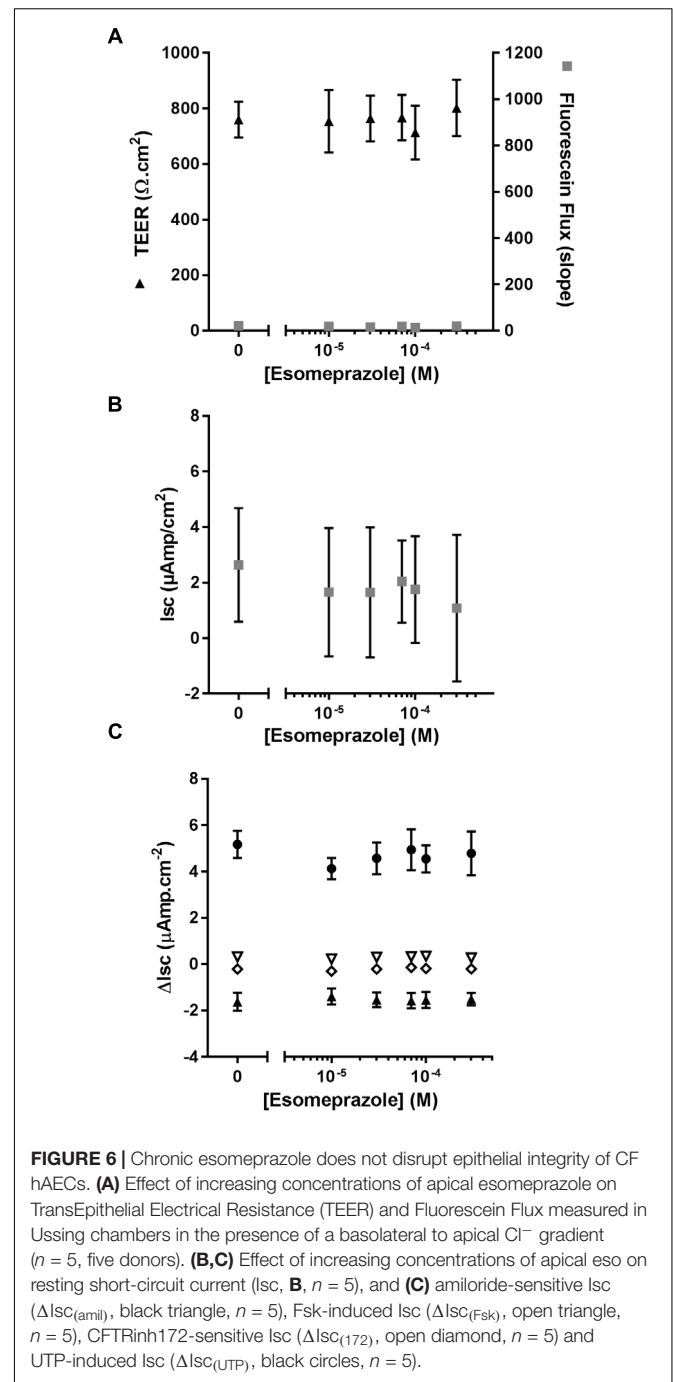 A
1000
800
600
400
200
0
TEER (Ω.cm²)
1200
1000
800
600
400
200
0
Fluorescein Flux (slope)
0
10⁻⁵
10⁻⁴
[Esomeprazole] (M)
B
8
6
4
2
0
-2
Isc (µAmp/cm²)
0
10⁻⁵
10⁻⁴
[Esomeprazole] (M)
C
8
6
4
2
0
-2
-4
ΔIsc (µAmp.cm⁻²)
0
10⁻⁵
10⁻⁴
[Esomeprazole] (M)
FIGURE 6 | Chronic esomeprazole does not disrupt epithelial integrity of CF
hAECs. (A) Effect of increasing concentrations of apical esomeprazole on
TransEpithelial Electrical Resistance (TEER) and Fluorescein Flux measured in
Ussing chambers in the presence of a basolateral to apical Cl⁻ gradient
(n = 5, five donors). (B,C) Effect of increasing concentrations of apical eso on
resting short-circuit current (Isc, B, n = 5), and (C) amiloride-sensitive Isc
(ΔIsc(amil), black triangle, n = 5), Fsk-induced Isc (ΔIsc(Fsk), open triangle,
n = 5), CFTRinh172-sensitive Isc (ΔIsc(172), open diamond, n = 5) and
UTP-induced Isc (ΔIsc(UTP), black circles, n = 5).